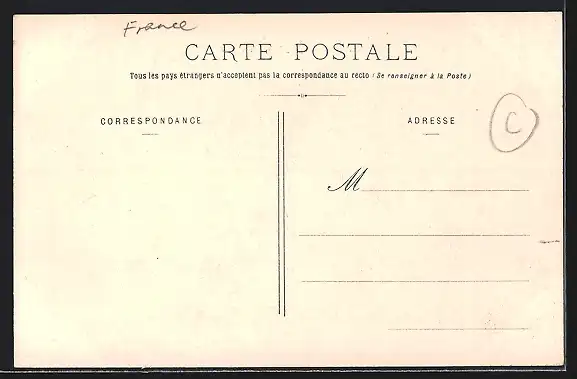 France
CARTE POSTALE
Tous les pays étrangers n'acceptent pas la correspondance au recto (Se renseigner à la Poste)
CORRESPONDANCE
ADRESSE
C
M